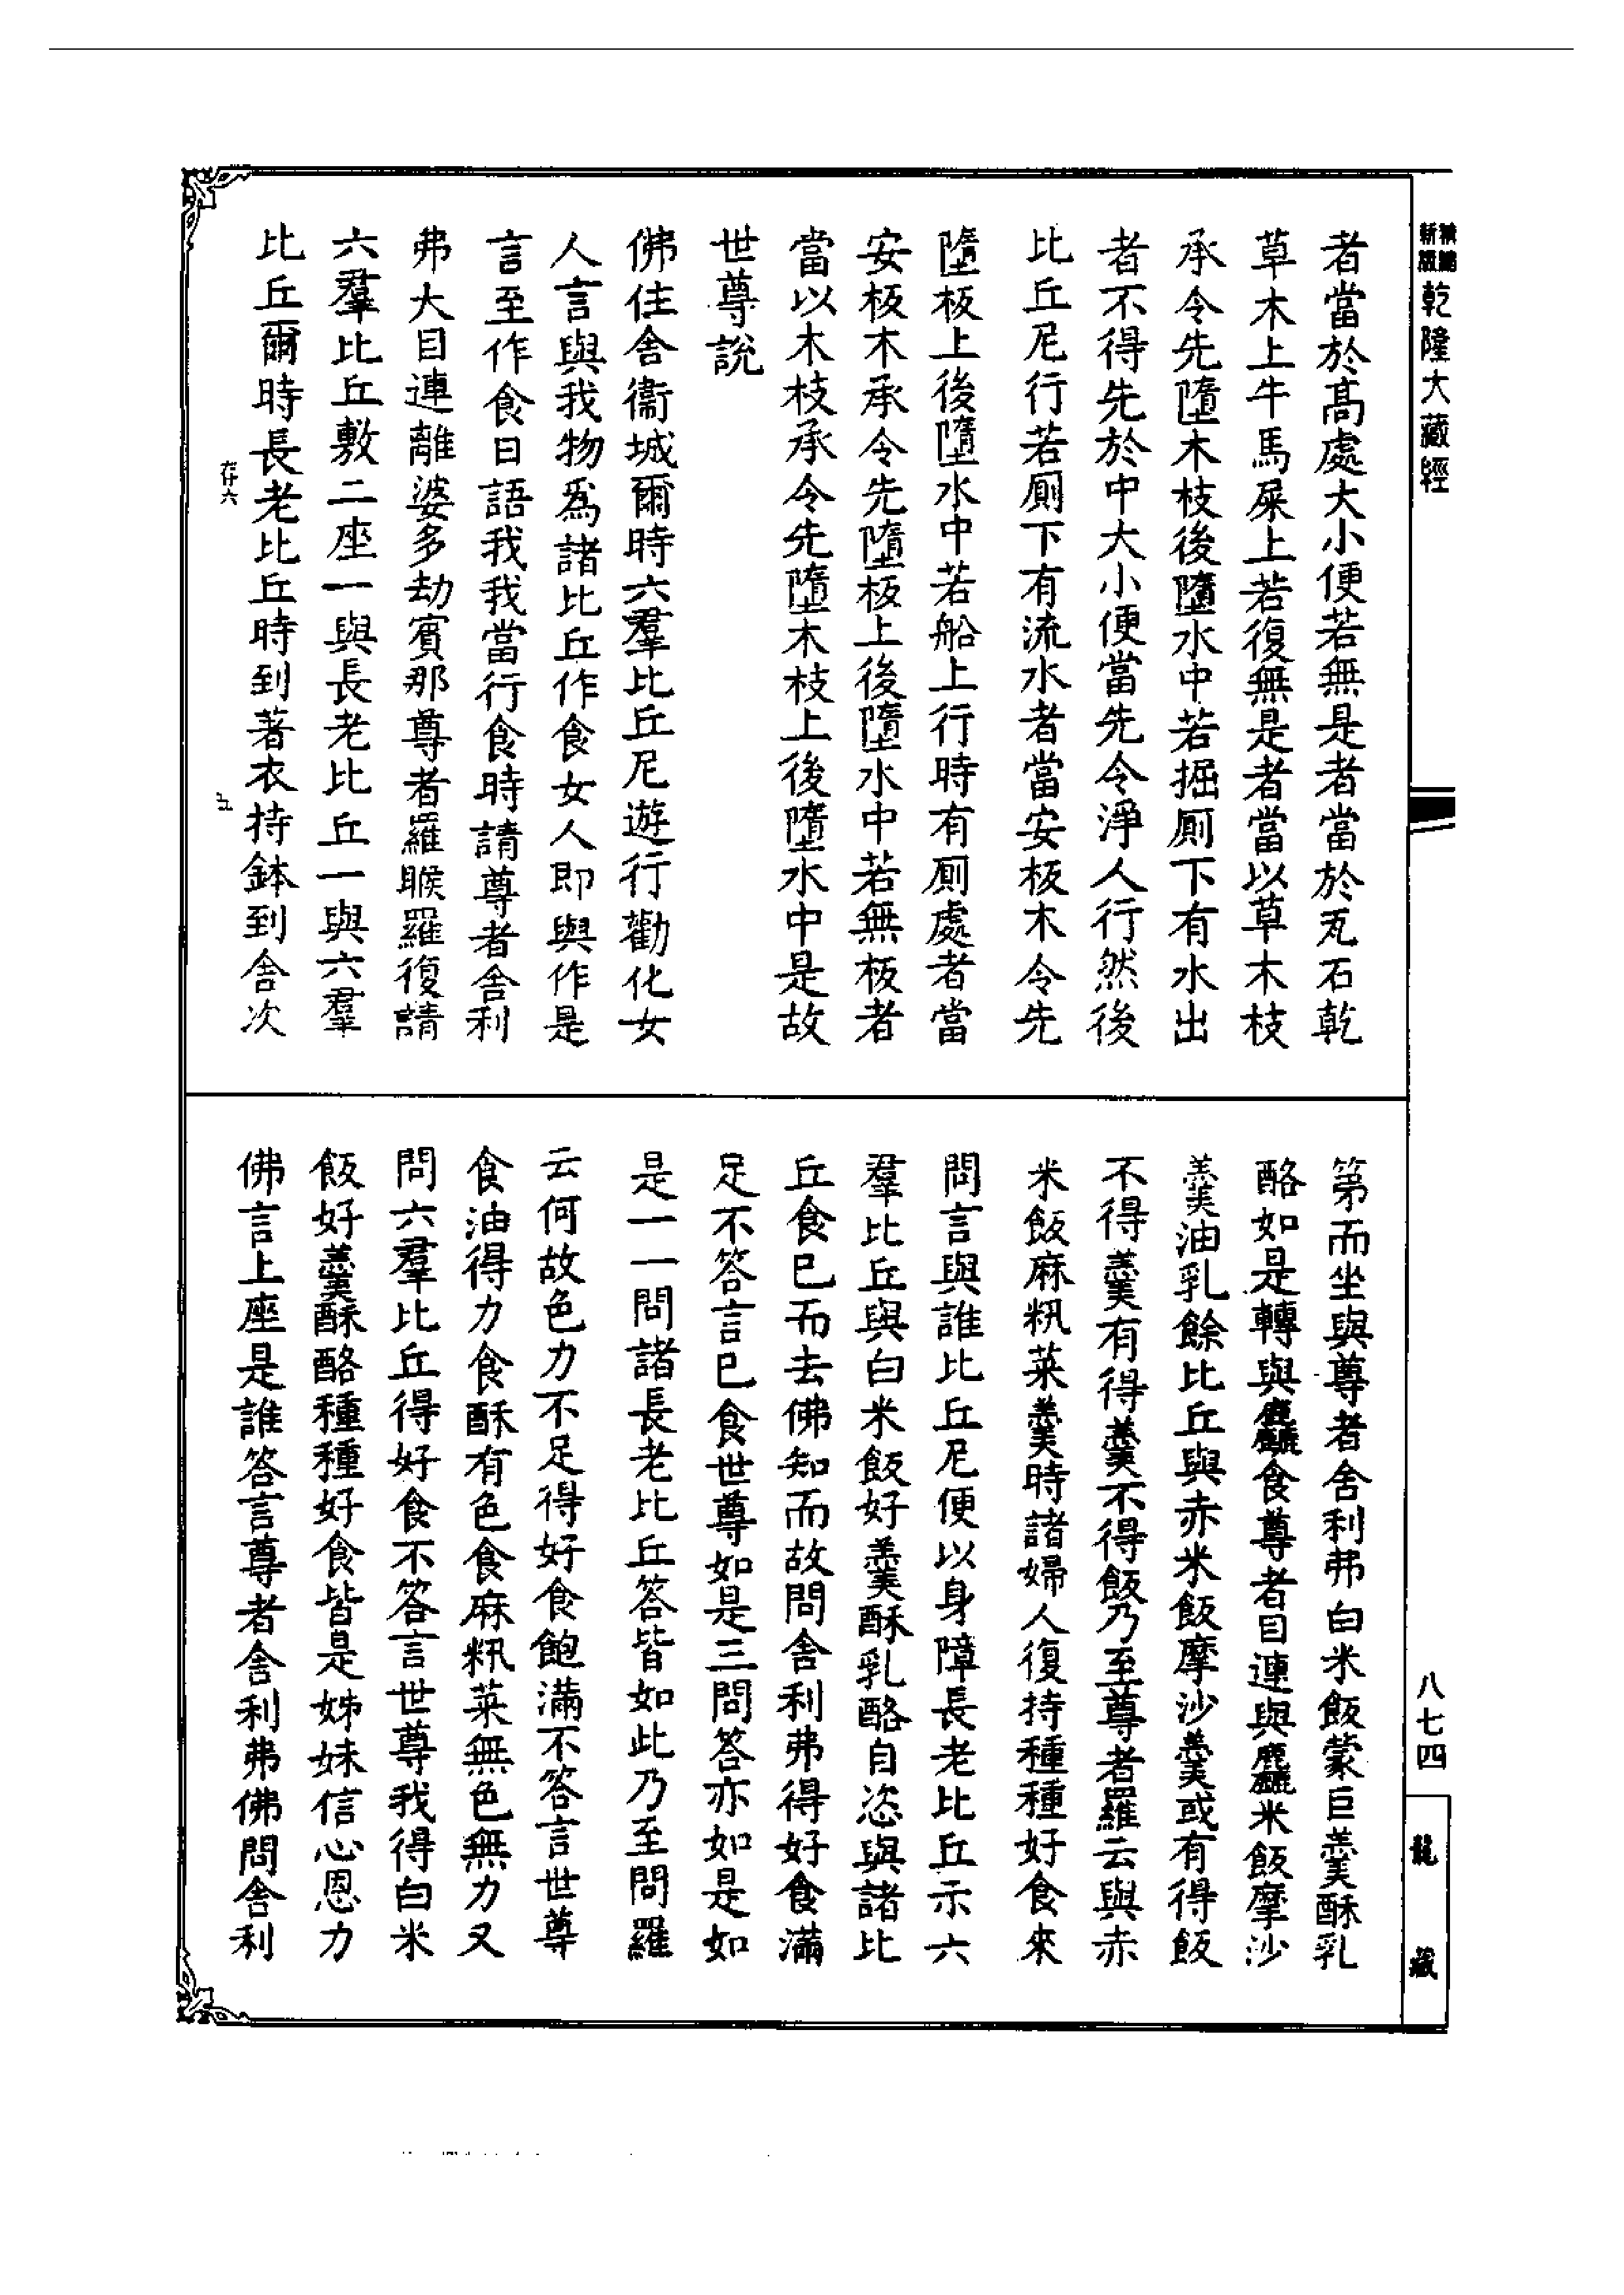 新編
縮版
乾隆大藏經
者當於高處大小便若無是者當於瓦石乾
草木上牛馬屎上若復無是者當以草木枝
承令先墮木枝後墮水中若掘厠下有水出
者不得先於中大小便當先令淨人行然後
比丘尼行若厠下有流水者當安板木令先
墮板上後墮水中若船上行時有厠處者當
安板木承令先墮板上後墮水中若無板者
當以木枝承令先墮木枝上後墮水中是故
世尊說
佛住舍衞城爾時六羣比丘尼遊行勸化女
人言與我物爲諸比丘作食女人即與作是
言至作食日語我我當行食時請尊者舍利
弗大目連離婆多劫賓那尊者羅睺羅復請
六羣比丘敷二座一與長老比丘一與六羣
比丘爾時長老比丘時到著衣持鉢到舍次
存六
五
第而坐與尊者舍利弗白米飯蒙巨羹酥乳
酪如是轉與麤食尊者目連與麤米飯摩沙
羹油乳餘比丘與赤米飯摩沙羹或有得飯
不得羹有得羹不得飯乃至尊者羅云與赤
米飯麻籸菜羹時諸婦人復持種種好食來
問言與誰比丘尼便以身障長老比丘示六
羣比丘與白米飯好羹酥乳酪自恣與諸比
丘食已而去佛知而故問舍利弗得好食滿
足不答言已食世尊如是三問答亦如是如
是一一問諸長老比丘答皆如此乃至問羅
云何故色力不足得好食飽滿不答言世尊
食油得力食酥有色食麻籸菜無色無力又
問六羣比丘得好食不答言世尊我得白米
飯好羹酥酪種種好食皆是姊妹信心恩力
佛言上座是誰答言尊者舍利弗佛問舍利
八七四
龍藏